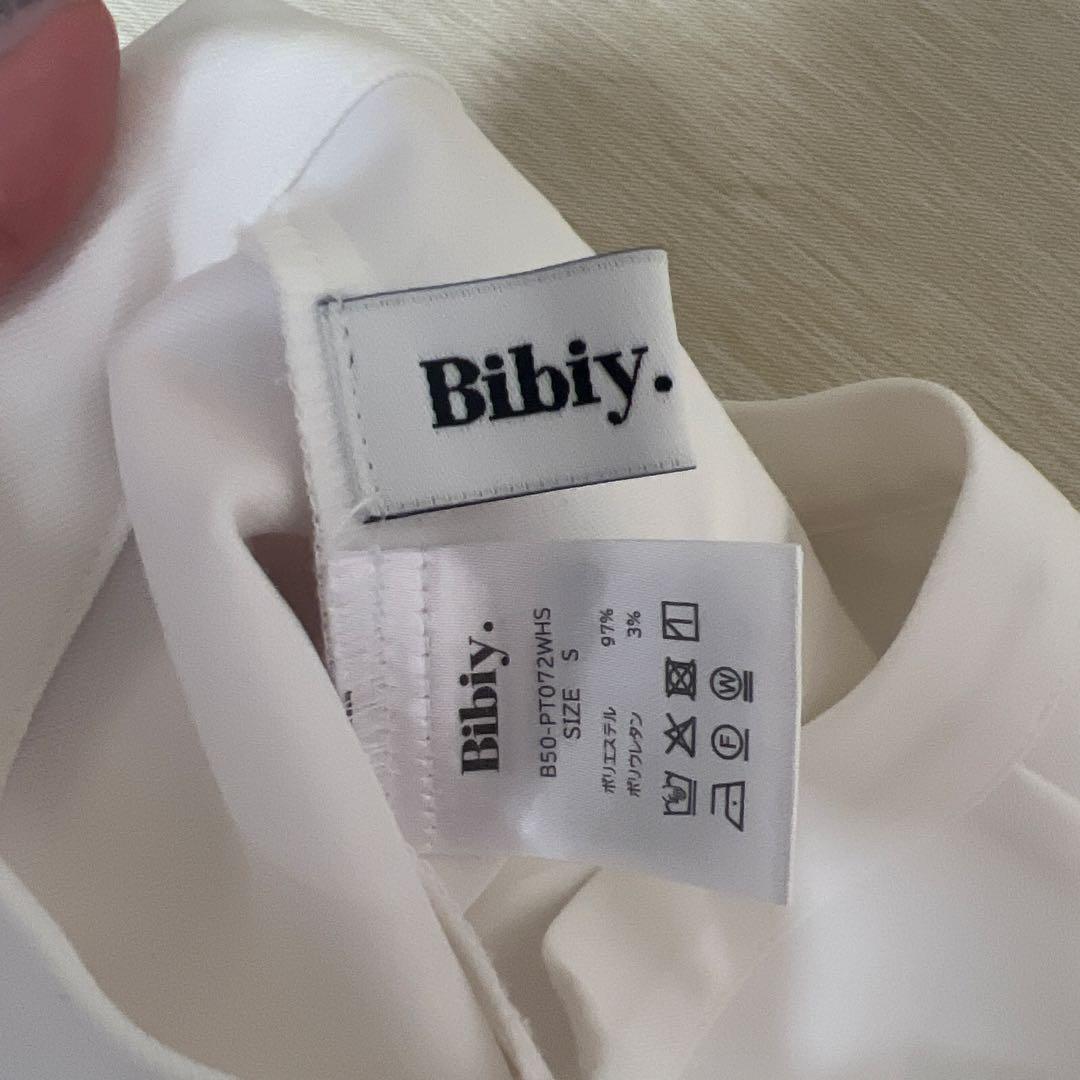 Bibiy.
Bibiy.
B50-PT072WHS
SIZE S
ポリエステル 97%
ポリウレタン 3%
F W